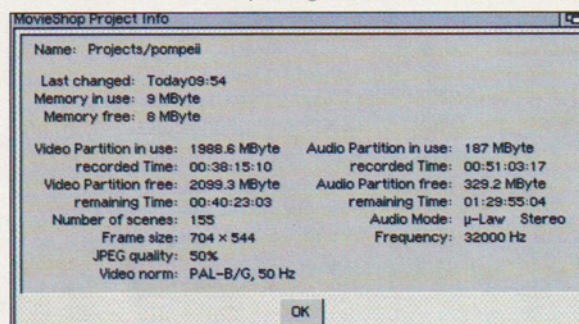 MovieShop Project Info
Name: Projects/pompeii
Last changed: Today09:54
Memory in use: 9 MByte
Memory free: 8 MByte
Video Partition in use: 1988.6 MByte Audio Partition in use: 187 MByte
recorded Time: 00:38:15:10 recorded Time: 00:51:03:17
Video Partition free: 2099.3 MByte Audio Partition free: 329.2 MByte
remaining Time: 00:40:23:03 remaining Time: 01:29:55:04
Number of scenes: 155 Audio Mode: µ-Law Stereo
Frame size: 704 × 544 Frequency: 32000 Hz
JPEG quality: 50%
Video norm: PAL-B/G, 50 Hz
OK